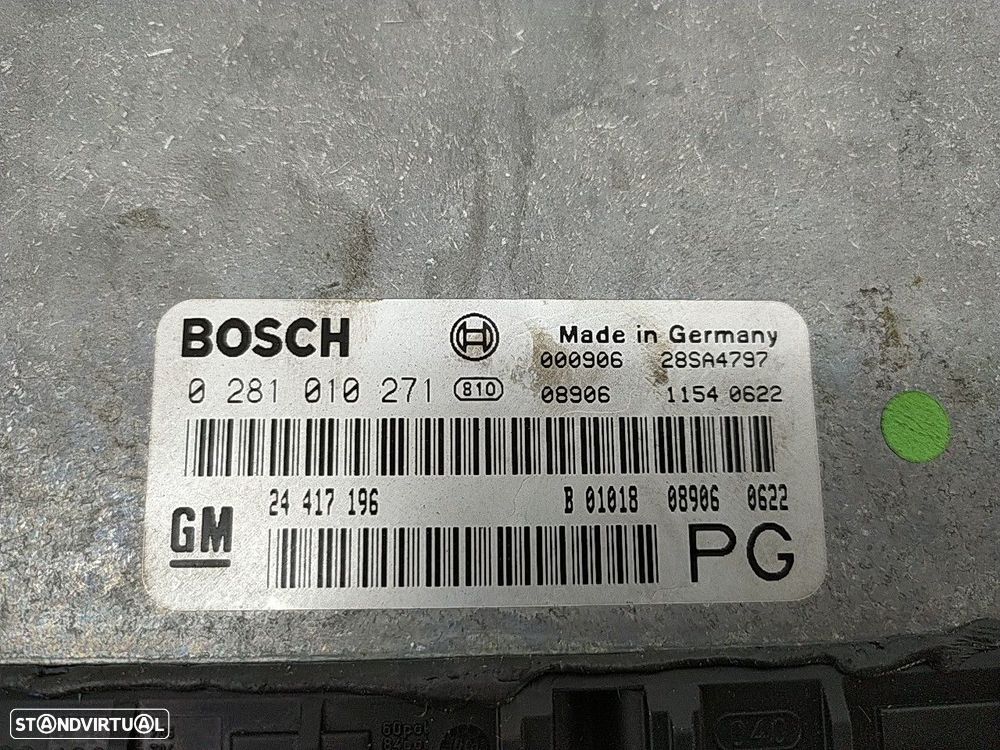 BOSCH Made in Germany
000906 28SA4797
0 281 010 271 810 08906 1154 0622
24 417 196 B 01018 08906 0622
GM PG
STANDVIRTUAL